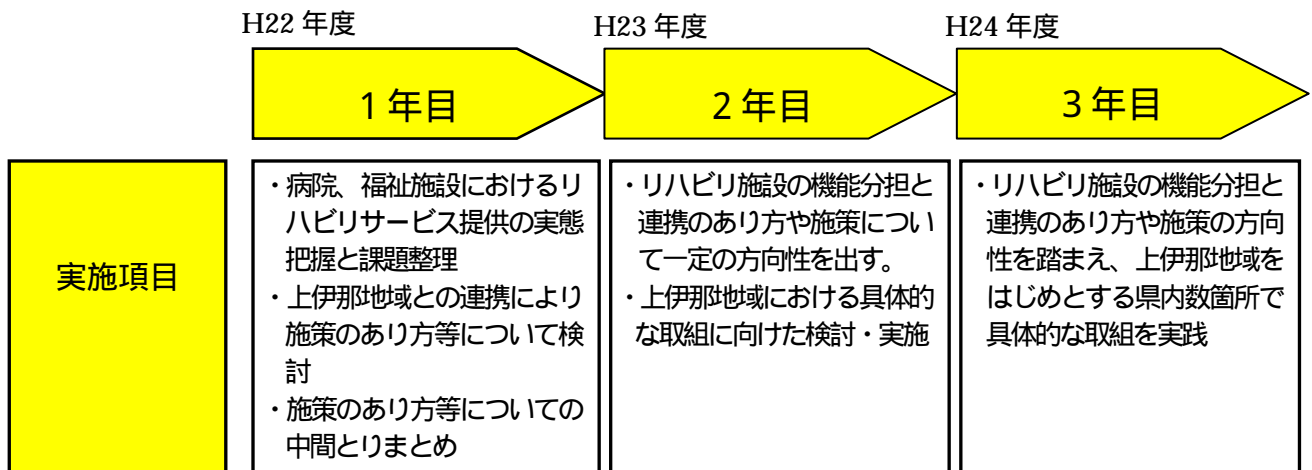 H22 年度
H23 年度
H24 年度
1 年目
2 年目
3 年目
実施項目
・病院、福祉施設におけるリ
ハビリサービス提供の実態
把握と課題整理
・上伊那地域との連携により
施策のあり方等について検
討
・施策のあり方等についての
中間とりまとめ
・リハビリ施設の機能分担と
連携のあり方や施策につい
て一定の方向性を出す。
・上伊那地域における具体的
な取組に向けた検討・実施
・リハビリ施設の機能分担と
連携のあり方や施策の方向
性を踏まえ、上伊那地域を
はじめとする県内数箇所で
具体的な取組を実践